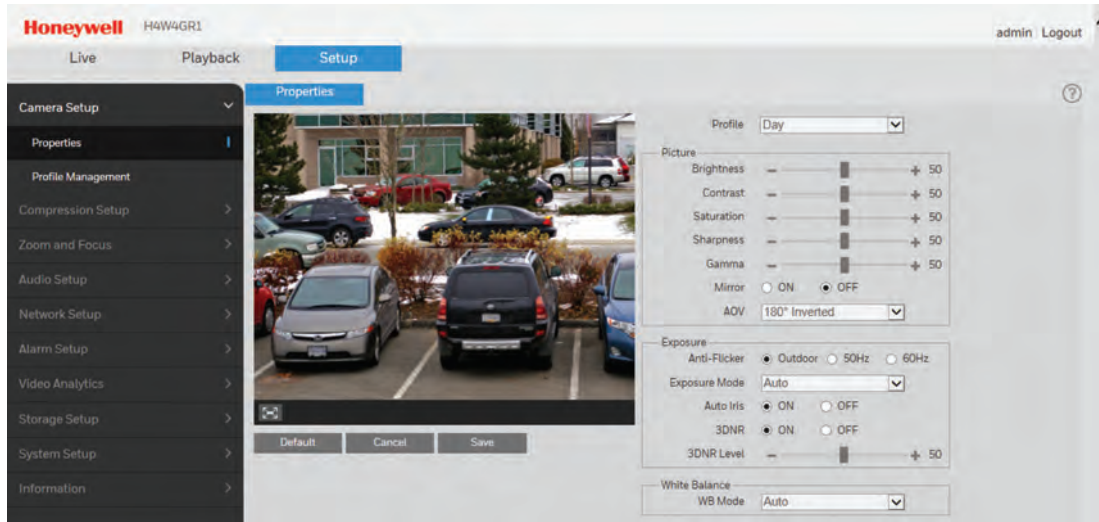 Honeywell H4W4GR1
admin Logout
Live Playback Setup
Camera Setup
Properties
Profile Management
Compression Setup
Zoom and Focus
Audio Setup
Network Setup
Alarm Setup
Video Analytics
Storage Setup
System Setup
Information
Properties
Default Cancel Save
Profile Day
Picture
Brightness - + 50
Contrast - + 50
Saturation - + 50
Sharpness - + 50
Gamma - + 50
Mirror ON OFF
AOV 180° Inverted
Exposure
Anti-Flicker Outdoor 50Hz 60Hz
Exposure Mode Auto
Auto Iris ON OFF
3DNR ON OFF
3DNR Level - + 50
White Balance
WB Mode Auto